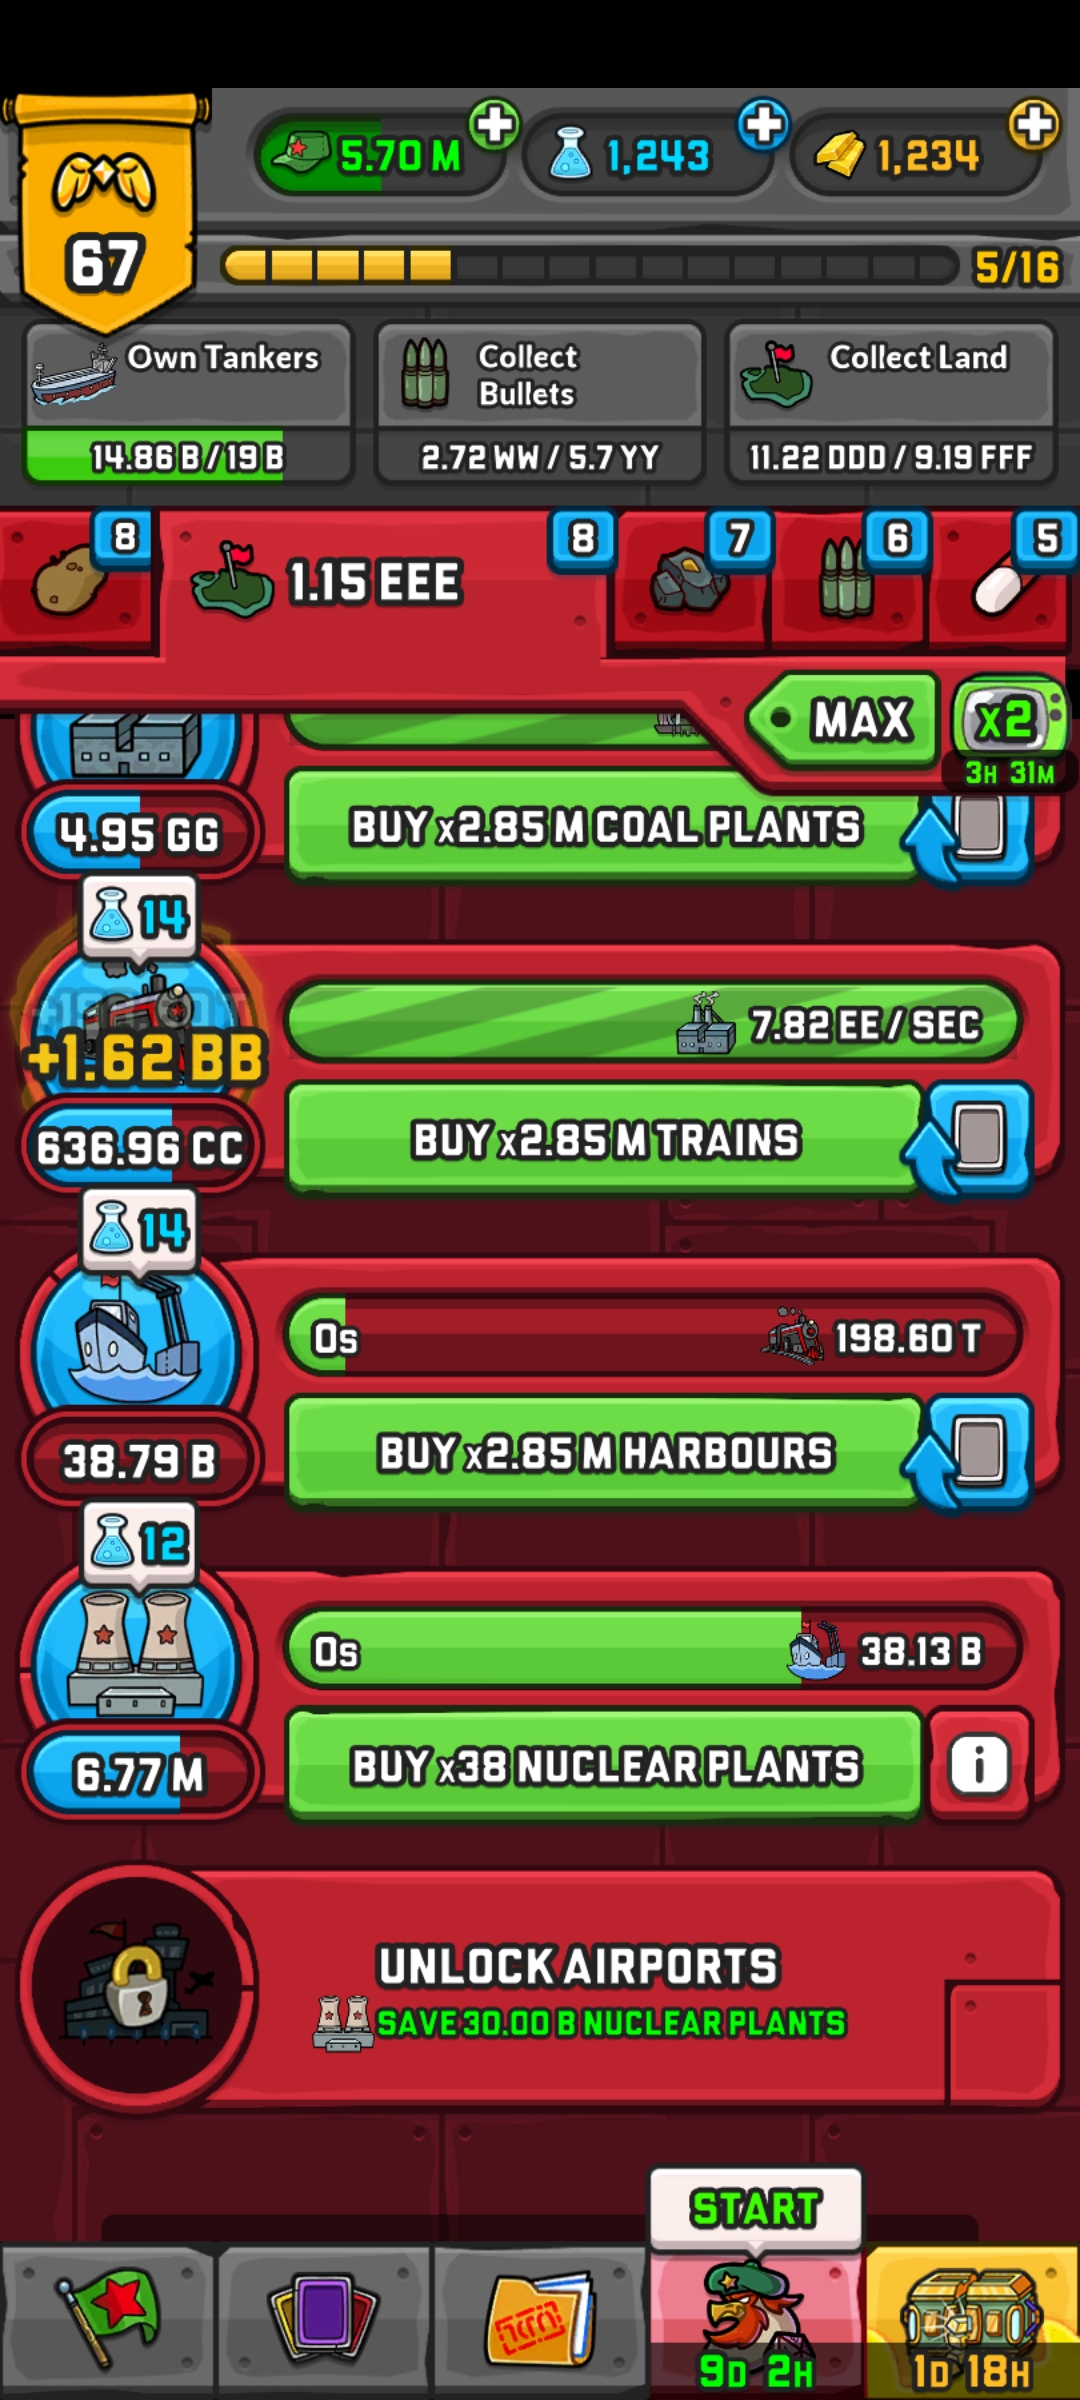 5.70 M
1,243
1,234
67
5/16
Own Tankers
14.86 B / 19 B
Collect
Bullets
2.72 WW / 5.7 YY
Collect Land
11.22 DDD / 9.19 FFF
8
1.15 EEE
8
7
6
5
MAX
x2
3H 31M
4.95 GG
BUY x2.85 M COAL PLANTS
14
+1.62 BB
7.82 EE / SEC
636.96 CC
BUY x2.85 M TRAINS
14
0s
198.60 T
38.79 B
BUY x2.85 M HARBOURS
12
0s
38.13 B
6.77 M
BUY x38 NUCLEAR PLANTS
i
UNLOCK AIRPORTS
SAVE 30.00 B NUCLEAR PLANTS
START
9D 2H
1D 18H